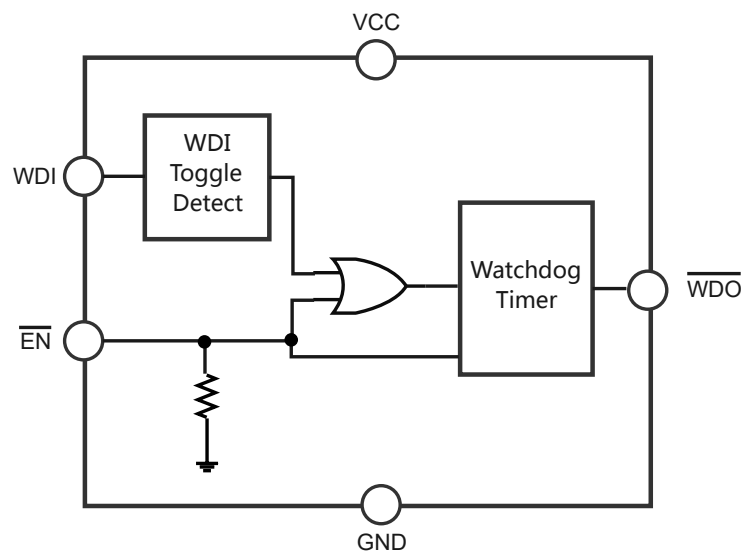 VCC
WDI
WDI
Toggle
Detect
Watchdog
Timer
WDO
EN
GND